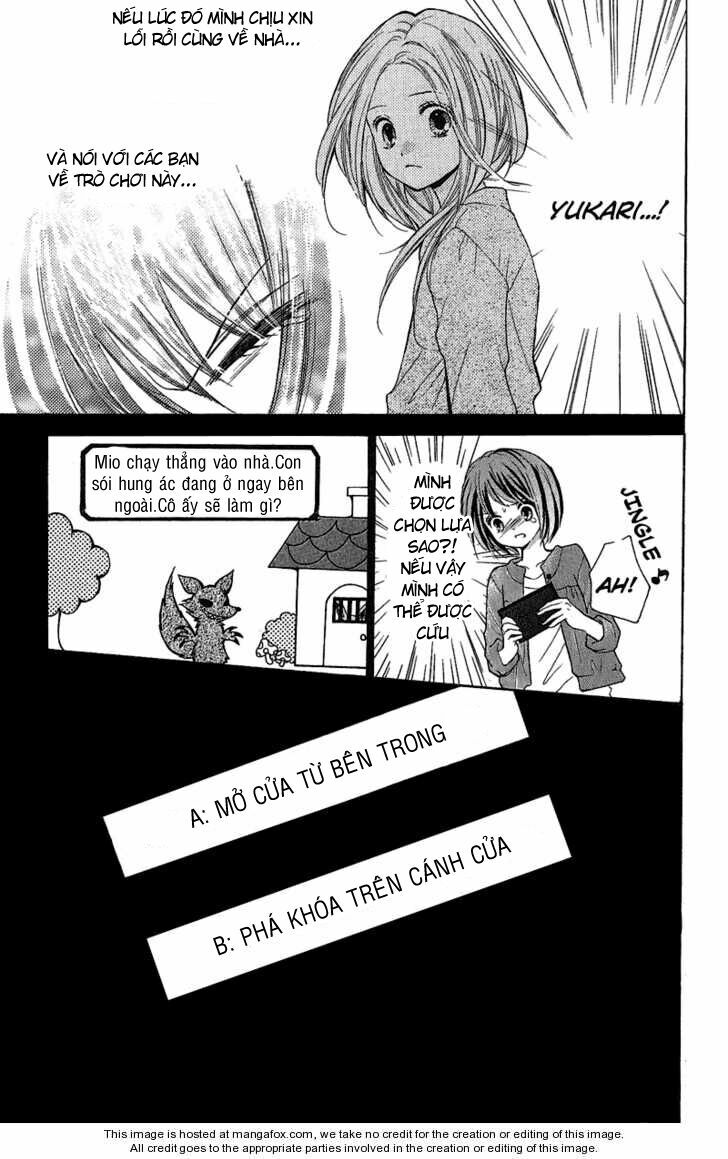 NẾU LÚC ĐÓ MÌNH CHỊU XIN
LỖI RỒI CÙNG VỀ NHÀ...
YUKARI...!
VÀ NÓI VỚI CÁC BẠN
VỀ TRÒ CHƠI NÀY...
JINGLE ♪
AH!
MÌNH
ĐƯỢC
CHỌN LỰA
SAO?!
NẾU VẬY
MÌNH CÓ
THỂ ĐƯỢC
CỨU
Mio chạy thẳng vào nhà.Con
sói hung ác đang ở ngay bên
ngoài.Cô ấy sẽ làm gì?
A: MỞ CỬA TỪ BÊN TRONG
B: PHÁ KHÓA TRÊN CÁNH CỬA
This image is hosted at mangafox.com, we take no credit for the creation or editing of this image.
All credit goes to the appropriate parties involved in the creation or editing of this image.